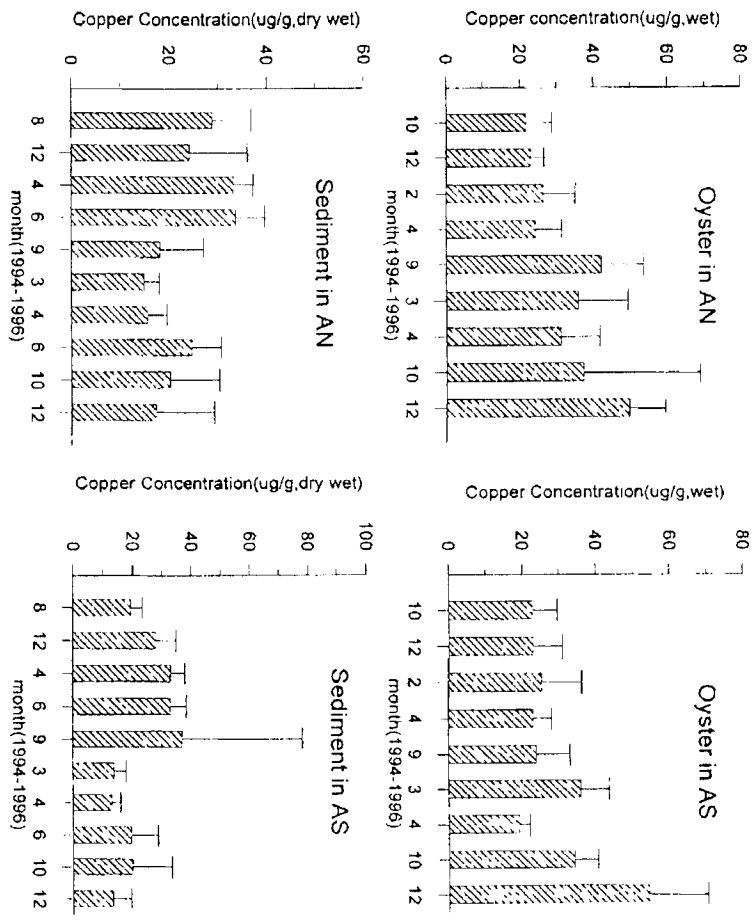 Copper concentration(ug/g,wet)
0 20 40 60 80
Oyster in AN
10 12 2 4 9 3 4 10 12
month(1994-1996)
Copper Concentration(ug/g,wet)
0 20 40 60 80
Oyster in AS
10 12 2 4 9 3 4 10 12
month(1994-1996)
Copper Concentration(ug/g,dry wet)
0 20 40 60
Sediment in AN
8 12 4 6 9 3 4 6 10 12
month(1994-1996)
Copper Concentration(ug/g,dry wet)
0 20 40 60 80 100
Sediment in AS
8 12 4 6 9 3 4 6 10 12
month(1994-1996)